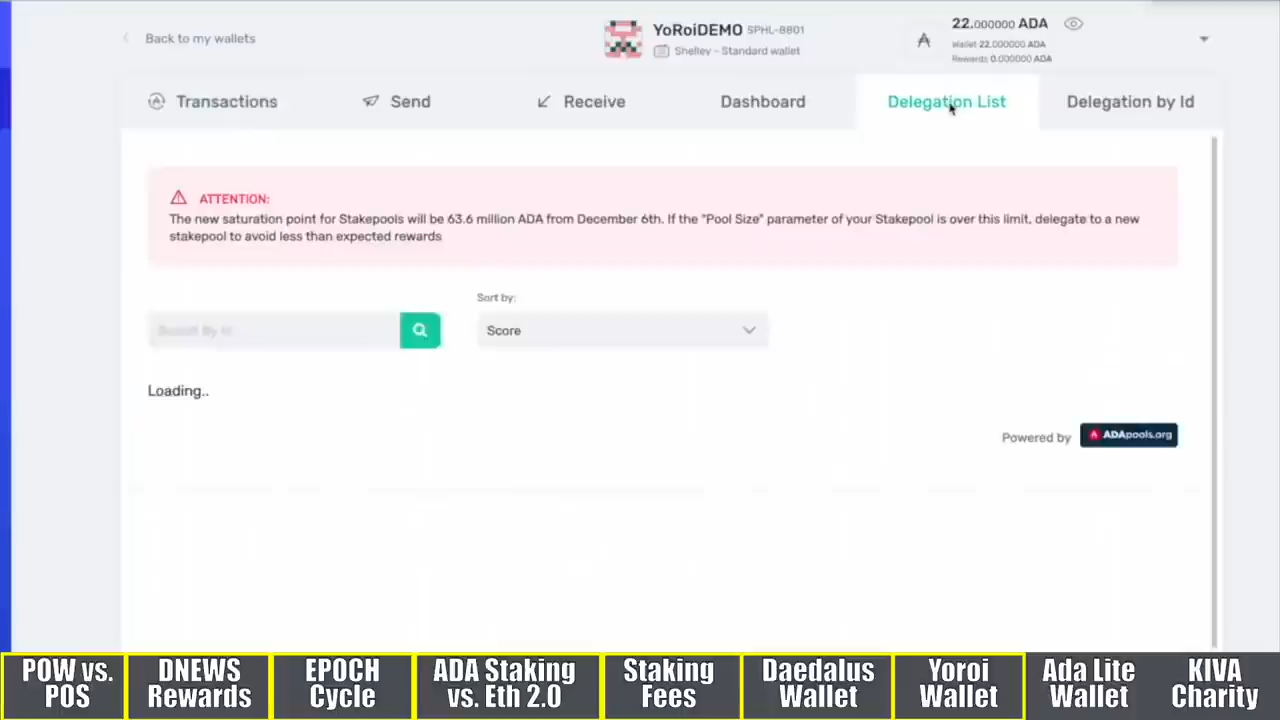 Back to my wallets
YoRoiDEMO SPHL-8801
Shelley - Standard wallet
22.000000 ADA
Wallet 22.000000 ADA
Rewards 0.000000 ADA
Transactions
Send
Receive
Dashboard
Delegation List
Delegation by Id
ATTENTION:
The new saturation point for Stakepools will be 63.6 million ADA from December 6th. If the "Pool Size" parameter of your Stakepool is over this limit, delegate to a new
stakepool to avoid less than expected rewards
Sort by:
Search By Id
Score
Loading..
Powered by ADApools.org
POW vs.
POS
DNEWS
Rewards
EPOCH
Cycle
ADA Staking
vs. Eth 2.0
Staking
Fees
Daedalus
Wallet
Yoroi
Wallet
Ada Lite
Wallet
KIVA
Charity